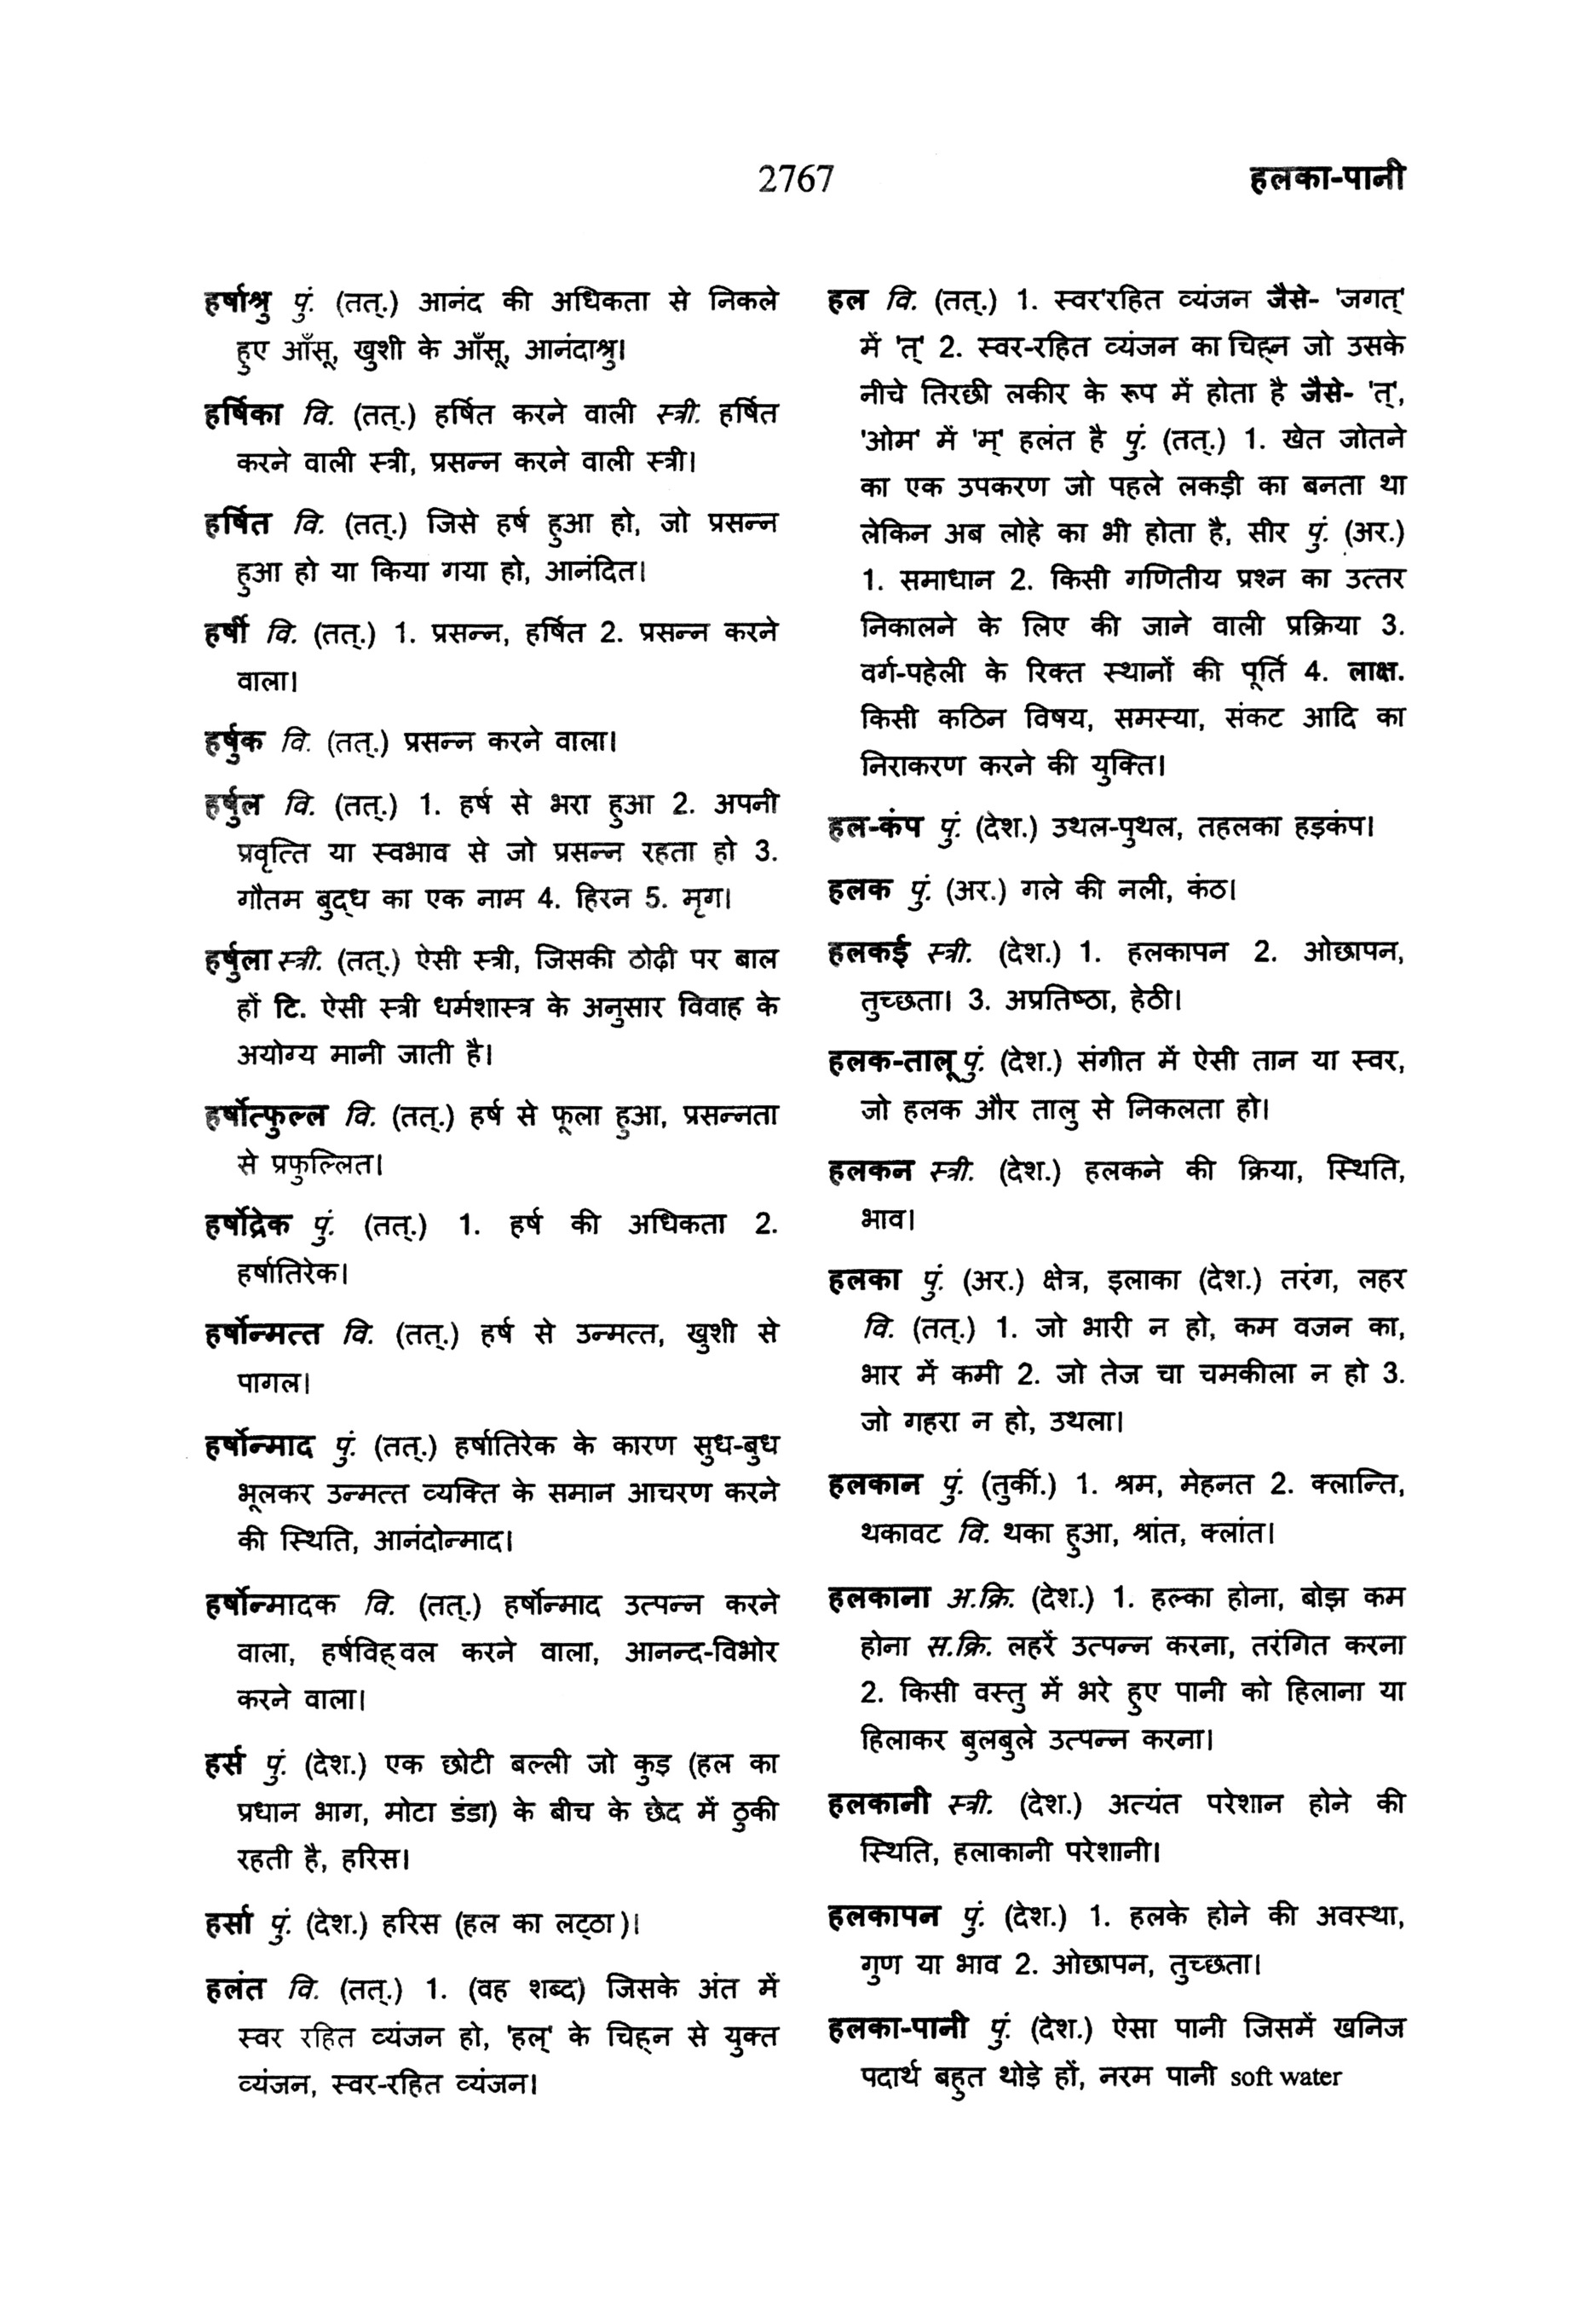 2767
हलका-पानी
हर्षाश्रु पुं. (तत्.) आनंद की अधिकता से निकले
हुए आँसू, खुशी के आँसू, आनंदाश्रु।
हर्षिका वि. (तत्.) हर्षित करने वाली स्त्री. हर्षित
करने वाली स्त्री, प्रसन्न करने वाली स्त्री।
हर्षित वि. (तत्.) जिसे हर्ष हुआ हो, जो प्रसन्न
हुआ हो या किया गया हो, आनंदित।
हर्षी वि. (तत्.) 1. प्रसन्न, हर्षित 2. प्रसन्न करने
वाला।
हर्षुक वि. (तत्.) प्रसन्न करने वाला।
हर्षुल वि. (तत्.) 1. हर्ष से भरा हुआ 2. अपनी
प्रवृत्ति या स्वभाव से जो प्रसन्न रहता हो 3.
गौतम बुद्ध का एक नाम 4. हिरन 5. मृग।
हर्षुला स्त्री. (तत्.) ऐसी स्त्री, जिसकी ठोढ़ी पर बाल
हों टि. ऐसी स्त्री धर्मशास्त्र के अनुसार विवाह के
अयोग्य मानी जाती है।
हर्षोत्फुल्ल वि. (तत्.) हर्ष से फूला हुआ, प्रसन्नता
से प्रफुल्लित।
हर्षोद्रेक पुं. (तत्.) 1. हर्ष की अधिकता 2.
हर्षातिरेक।
हर्षोन्मत्त वि. (तत्.) हर्ष से उन्मत्त, खुशी से
पागल।
हर्षोन्माद पुं. (तत्.) हर्षातिरेक के कारण सुध-बुध
भूलकर उन्मत्त व्यक्ति के समान आचरण करने
की स्थिति, आनंदोन्माद।
हर्षोन्मादक वि. (तत्.) हर्षोन्माद उत्पन्न करने
वाला, हर्षविह्वल करने वाला, आनन्द-विभोर
करने वाला।
हर्स पुं. (देश.) एक छोटी बल्ली जो कुड़ (हल का
प्रधान भाग, मोटा डंडा) के बीच के छेद में ठुकी
रहती है, हरिस।
हर्सा पुं. (देश.) हरिस (हल का लट्ठा)।
हलंत वि. (तत्.) 1. (वह शब्द) जिसके अंत में
स्वर रहित व्यंजन हो, 'हल्' के चिह्न से युक्त
व्यंजन, स्वर-रहित व्यंजन।
हल वि. (तत्.) 1. स्वर'रहित व्यंजन जैसे- 'जगत्'
में 'त्' 2. स्वर-रहित व्यंजन का चिह्न जो उसके
नीचे तिरछी लकीर के रूप में होता है जैसे- 'त्',
'ओम' में 'म्' हलंत है पुं. (तत्.) 1. खेत जोतने
का एक उपकरण जो पहले लकड़ी का बनता था
लेकिन अब लोहे का भी होता है, सीर पुं. (अर.)
1. समाधान 2. किसी गणितीय प्रश्न का उत्तर
निकालने के लिए की जाने वाली प्रक्रिया 3.
वर्ग-पहेली के रिक्त स्थानों की पूर्ति 4. लाक्ष.
किसी कठिन विषय, समस्या, संकट आदि का
निराकरण करने की युक्ति।
हल-कंप पुं. (देश.) उथल-पुथल, तहलका हड़कंप।
हलक पुं. (अर.) गले की नली, कंठ।
हलकई स्त्री. (देश.) 1. हलकापन 2. ओछापन,
तुच्छता। 3. अप्रतिष्ठा, हेठी।
हलक-तालू पुं. (देश.) संगीत में ऐसी तान या स्वर,
जो हलक और तालु से निकलता हो।
हलकन स्त्री. (देश.) हलकने की क्रिया, स्थिति,
भाव।
हलका पुं. (अर.) क्षेत्र, इलाका (देश.) तरंग, लहर
वि. (तत्.) 1. जो भारी न हो, कम वजन का,
भार में कमी 2. जो तेज चा चमकीला न हो 3.
जो गहरा न हो, उथला।
हलकान पुं. (तुर्की.) 1. श्रम, मेहनत 2. क्लान्ति,
थकावट वि. थका हुआ, श्रांत, क्लांत।
हलकाना अ.क्रि. (देश.) 1. हल्का होना, बोझ कम
होना स.क्रि. लहरें उत्पन्न करना, तरंगित करना
2. किसी वस्तु में भरे हुए पानी को हिलाना या
हिलाकर बुलबुले उत्पन्न करना।
हलकानी स्त्री. (देश.) अत्यंत परेशान होने की
स्थिति, हलाकानी परेशानी।
हलकापन पुं. (देश.) 1. हलके होने की अवस्था,
गुण या भाव 2. ओछापन, तुच्छता।
हलका-पानी पुं. (देश.) ऐसा पानी जिसमें खनिज
पदार्थ बहुत थोड़े हों, नरम पानी soft water